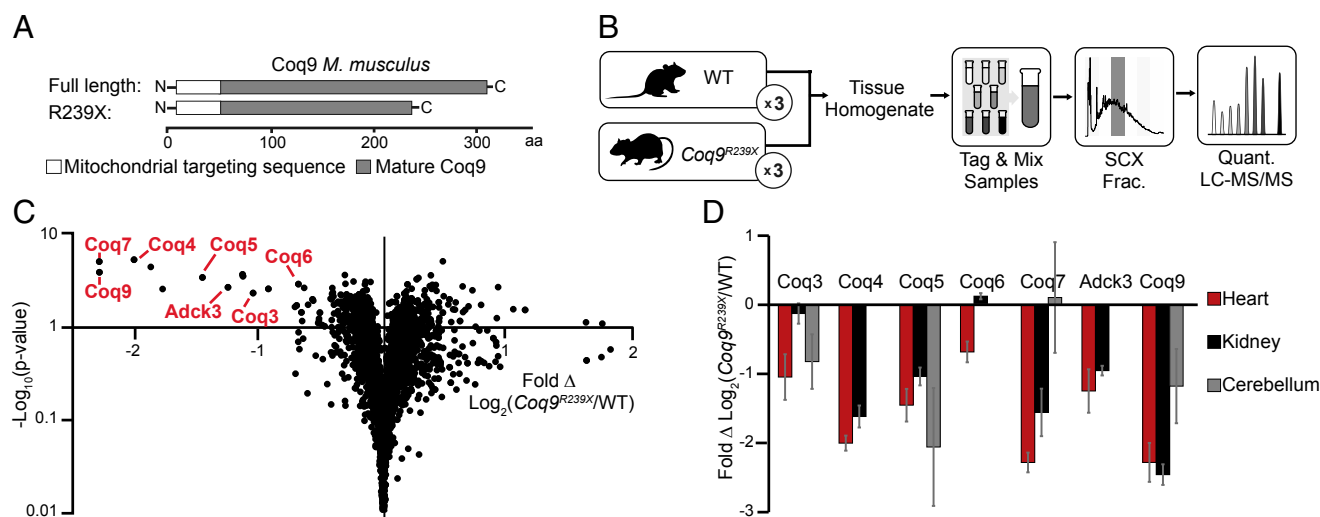 A
Coq9 M. musculus
Full length:
N
C
R239X:
N
C
0
100
200
300
aa
Mitochondrial targeting sequence
Mature Coq9
B
WT
x 3
Coq9R239X
x 3
Tissue
Homogenate
Tag & Mix
Samples
SCX
Frac.
Quant.
LC-MS/MS
C
10
1
0.1
0.01
-Log10(p-value)
-2
-1
1
2
Coq7
Coq4
Coq5
Coq6
Coq9
Adck3
Coq3
Fold Δ
Log2(Coq9R239X/WT)
D
1
0
-1
-2
-3
Fold Δ Log2(Coq9R239X/WT)
Coq3
Coq4
Coq5
Coq6
Coq7
Adck3
Coq9
Heart
Kidney
Cerebellum